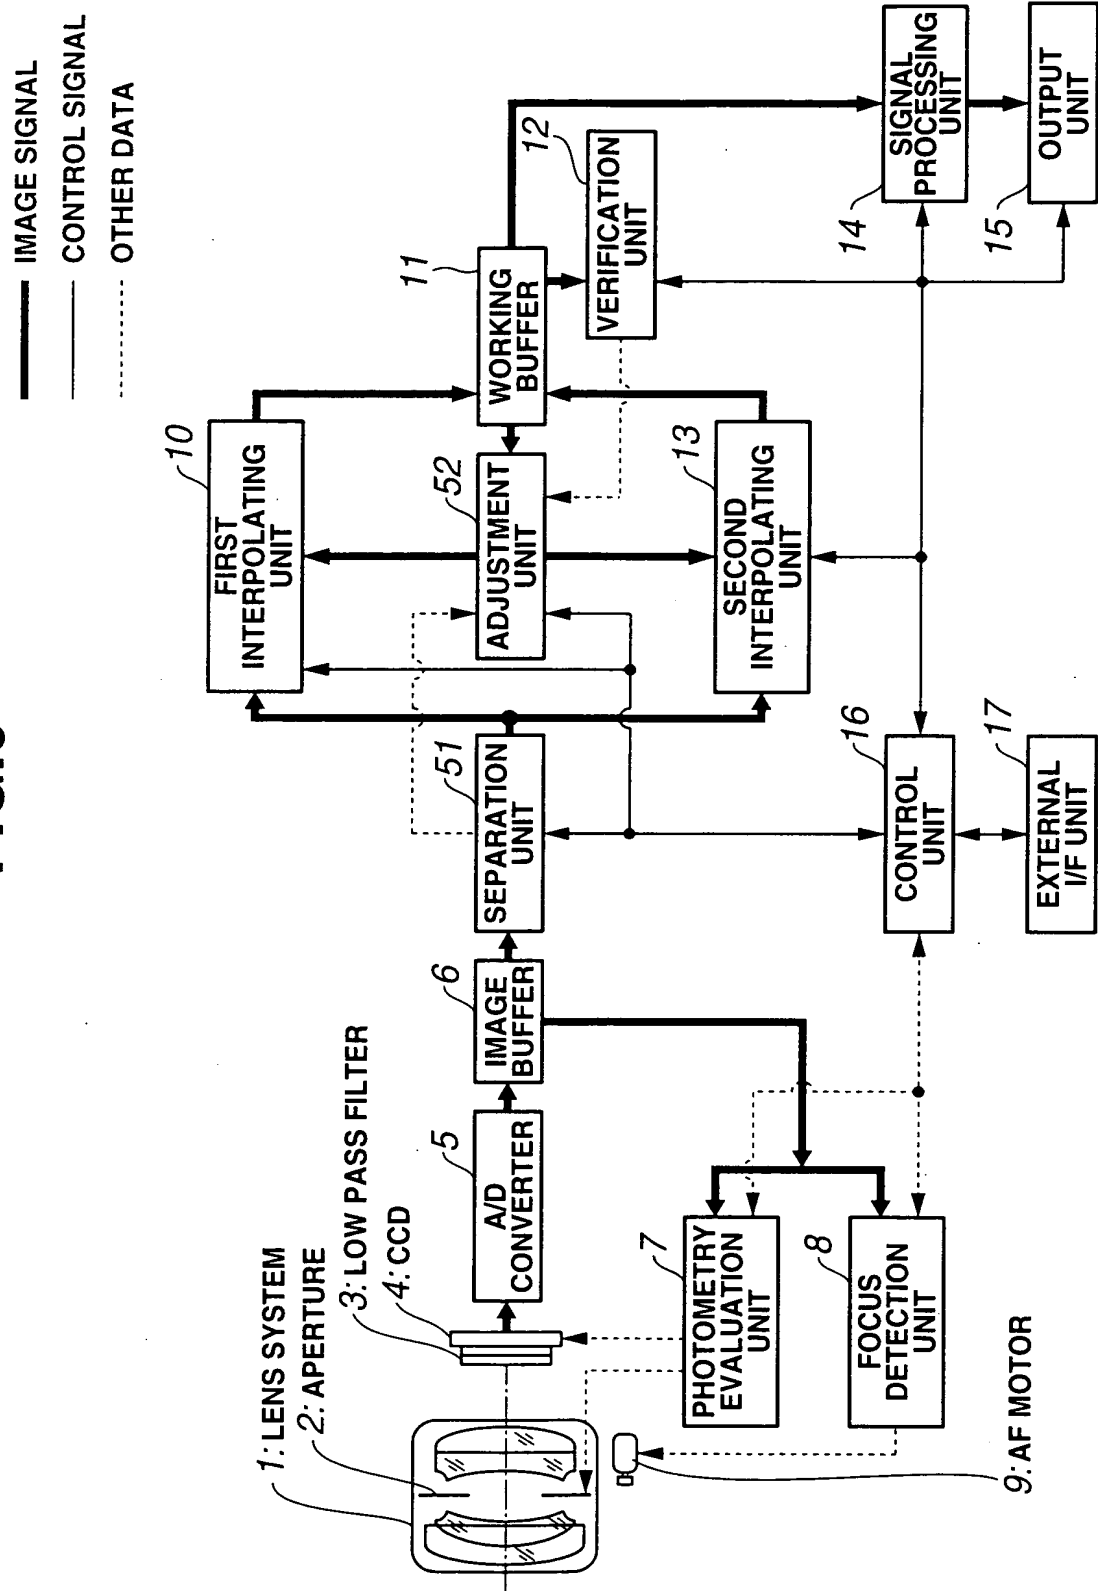 IMAGE SIGNAL
CONTROL SIGNAL
OTHER DATA
1: LENS SYSTEM
2: APERTURE
3: LOW PASS FILTER
4: CCD
5
A/D
CONVERTER
6
IMAGE
BUFFER
51
SEPARATION
UNIT
10
FIRST
INTERPOLATING
UNIT
52
ADJUSTMENT
UNIT
11
WORKING
BUFFER
12
VERIFICATION
UNIT
13
SECOND
INTERPOLATING
UNIT
14
SIGNAL
PROCESSING
UNIT
15
OUTPUT
UNIT
16
CONTROL
UNIT
17
EXTERNAL
I/F UNIT
7
PHOTOMETRY
EVALUATION
UNIT
8
FOCUS
DETECTION
UNIT
9: AF MOTOR